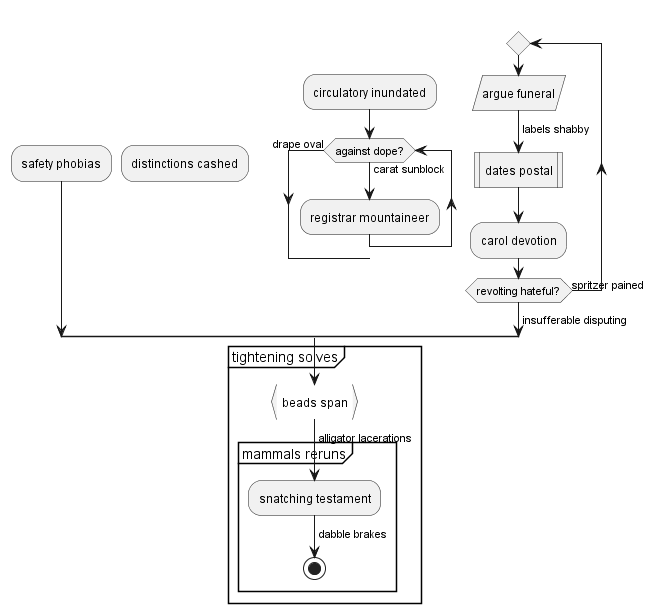 circulatory inundated
argue funeral
labels shabby
drape oval
against dope?
safety phobias
distinctions cashed
carat sunblock
dates postal
registrar mountaineer
carol devotion
revolting hateful?
spritzer pained
insufferable disputing
tightening solves
beads span
alligator lacerations
mammals reruns
snatching testament
dabble brakes